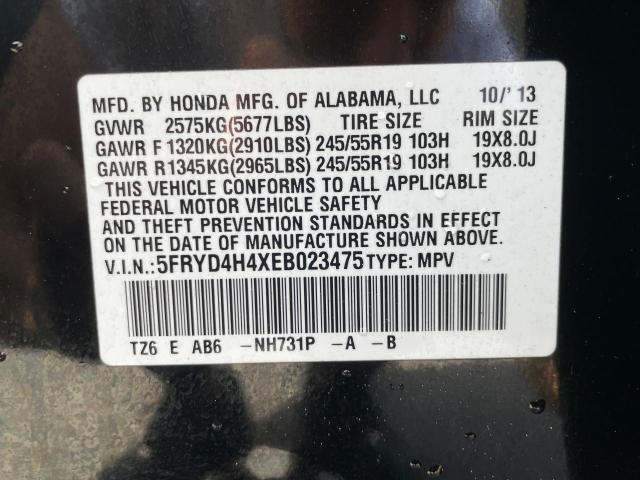 MFD. BY HONDA MFG. OF ALABAMA, LLC 10/'13
GVWR 2575KG(5677LBS) TIRE SIZE RIM SIZE
GAWR F 1320KG(2910LBS) 245/55R19 103H 19X8.0J
GAWR R1345KG(2965LBS) 245/55R19 103H 19X8.0J
THIS VEHICLE CONFORMS TO ALL APPLICABLE
FEDERAL MOTOR VEHICLE SAFETY
AND THEFT PREVENTION STANDARDS IN EFFECT
ON THE DATE OF MANUFACTURE SHOWN ABOVE.
V.I.N.:5FRYD4H4XEB023475 TYPE: MPV
TZ6 E AB6 -NH731P -A -B